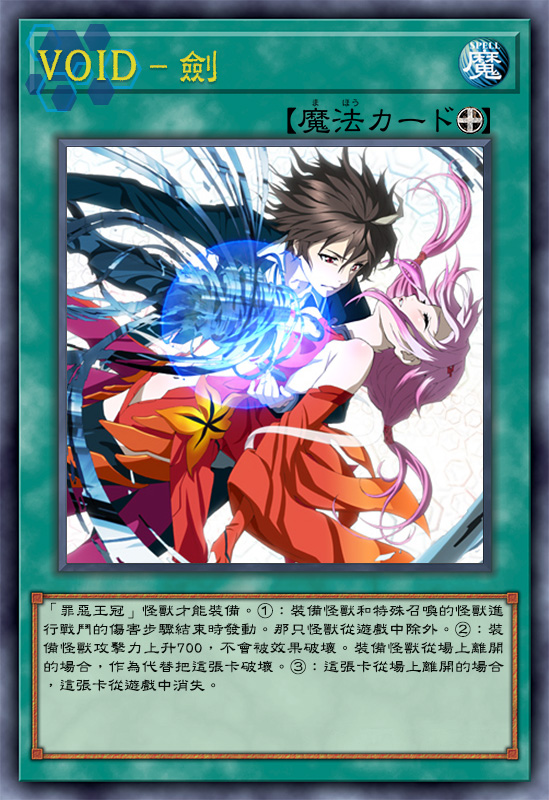 VOID - 劍
SPELL
魔
ま ほう
【魔法カード】
「罪惡王冠」怪獸才能裝備。①：裝備怪獸和特殊召喚的怪獸進
行戰鬥的傷害步驟結束時發動。那只怪獸從遊戲中除外。②：裝
備怪獸攻擊力上升700，不會被效果破壞。裝備怪獸從場上離開
的場合，作為代替把這張卡破壞。③：這張卡從場上離開的場合
，這張卡從遊戲中消失。